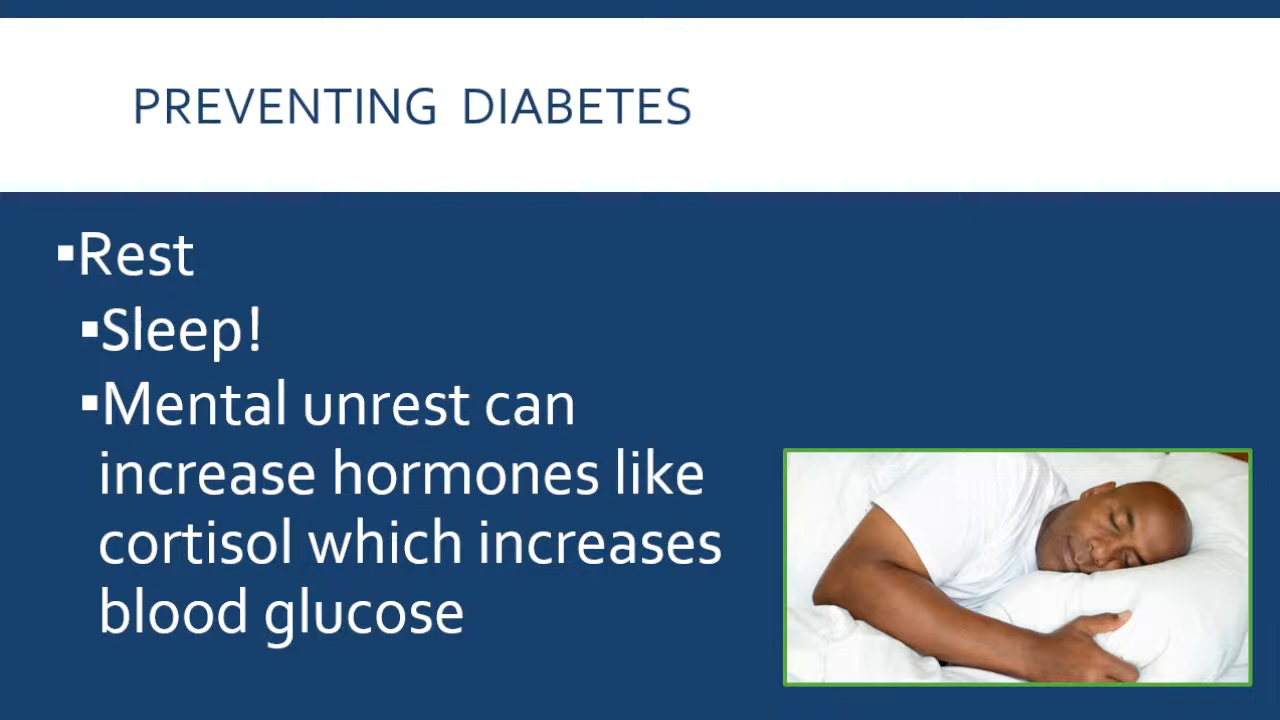 PREVENTING DIABETES
▪Rest
▪Sleep!
▪Mental unrest can
increase hormones like
cortisol which increases
blood glucose